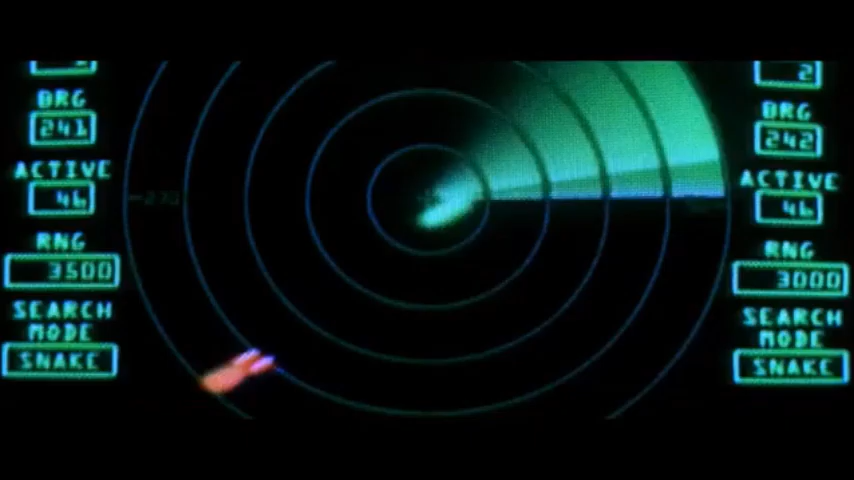 BRG
241
ACTIVE
46
RNG
3500
SEARCH
MODE
SNAKE
2
BRG
242
ACTIVE
46
RNG
3000
SEARCH
MODE
SNAKE